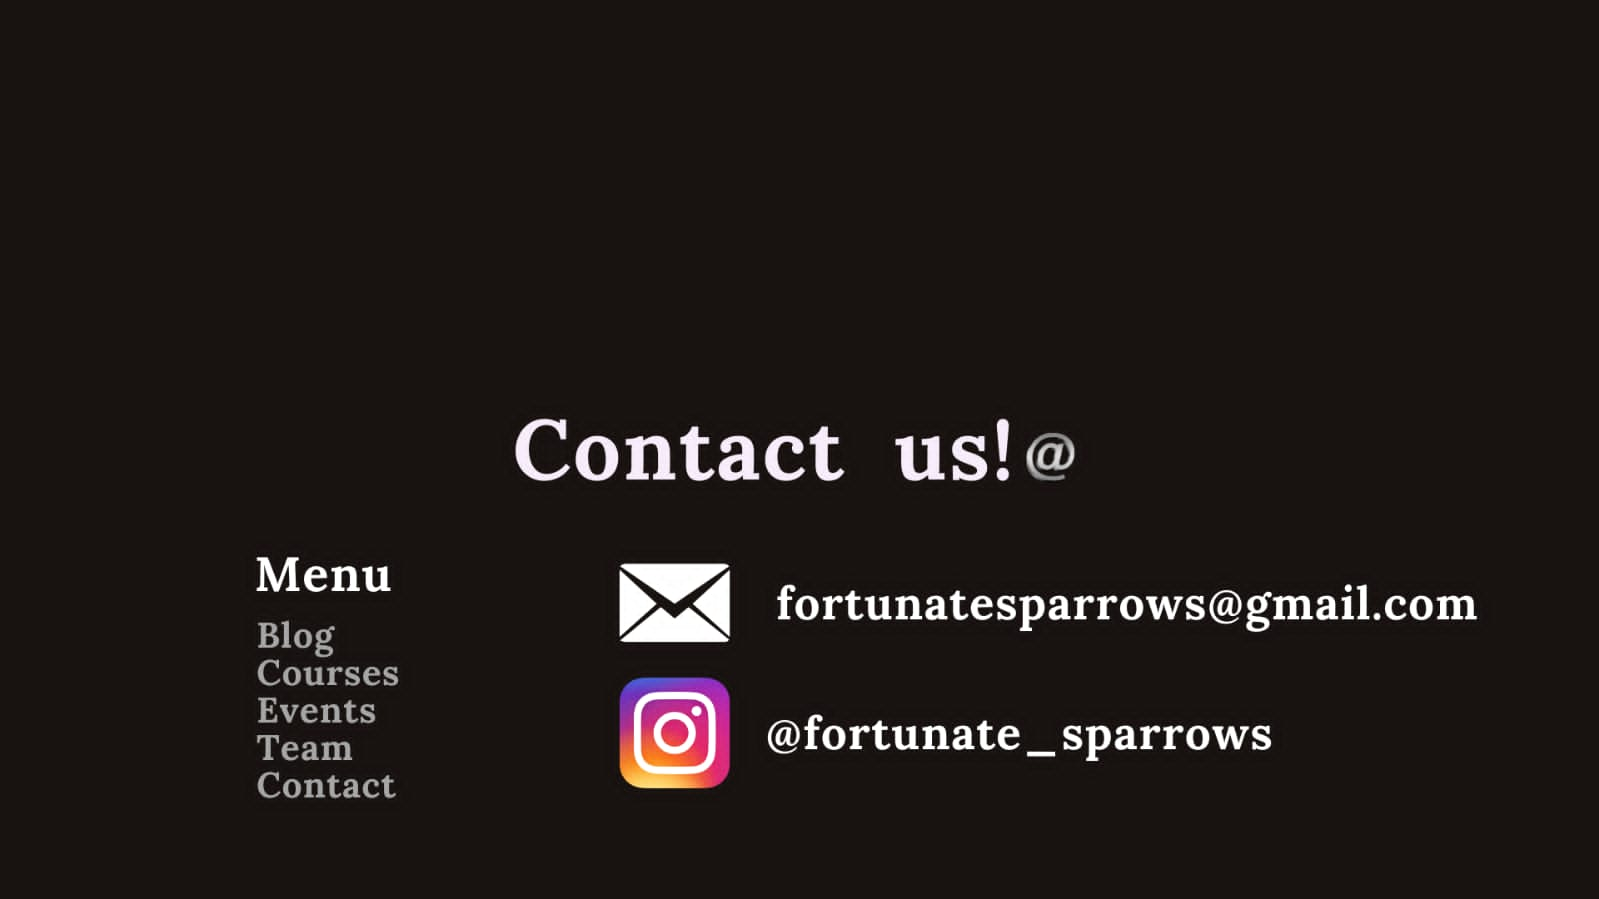 Contact us!@
Menu
Blog
Courses
Events
Team
Contact
fortunatesparrows@gmail.com
@fortunate_sparrows